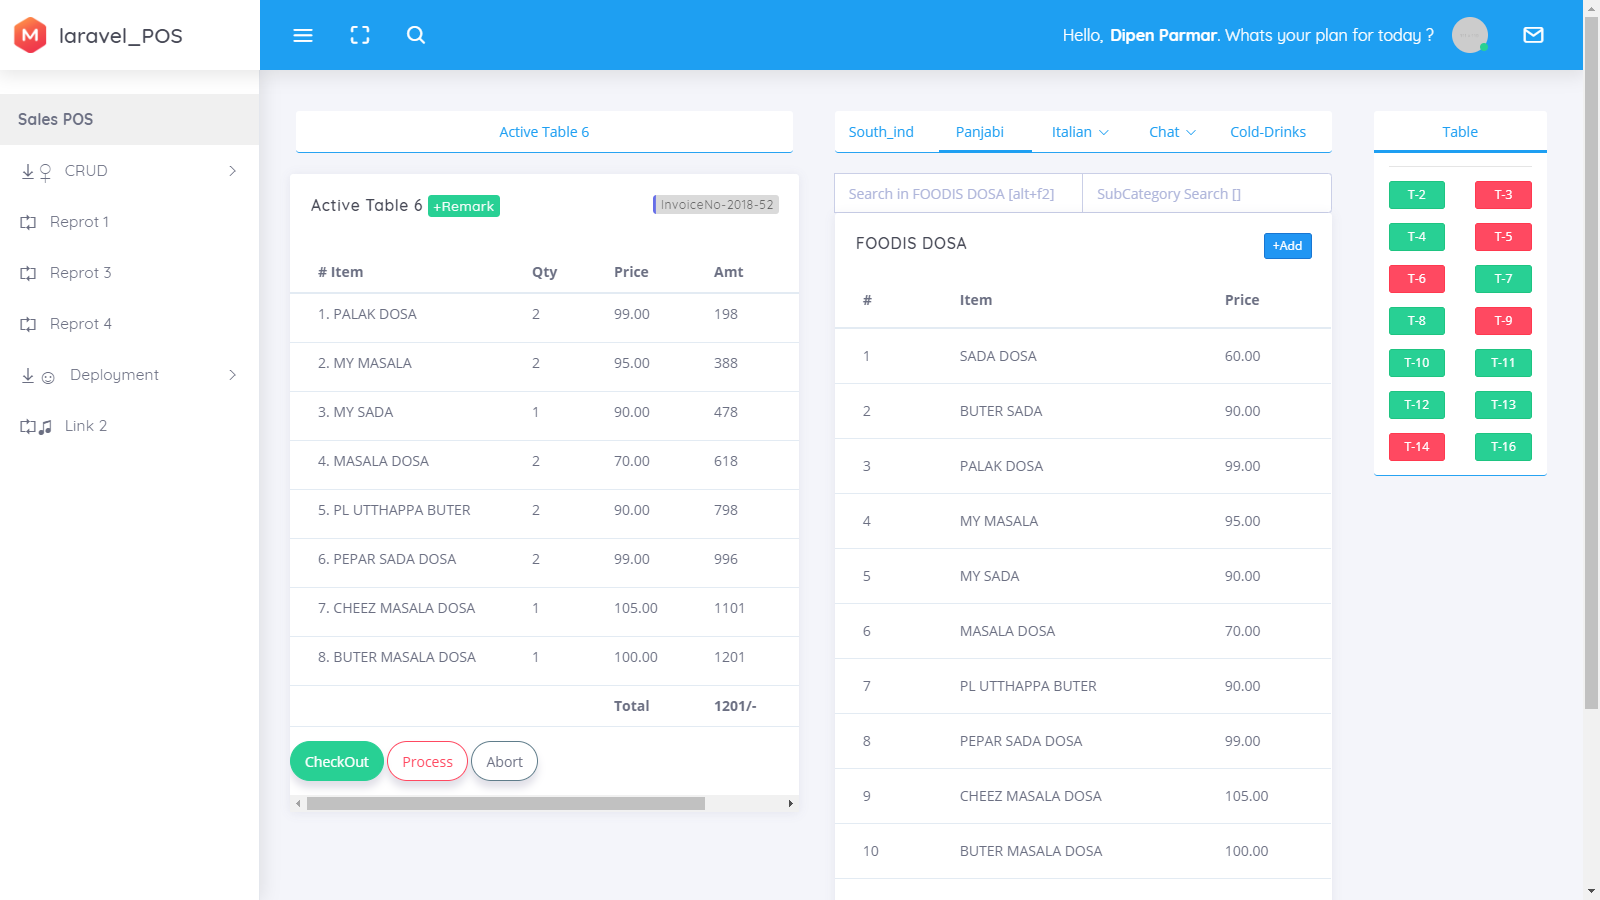 laravel_POS
Hello, Dipen Parmar. Whats your plan for today ?
Sales POS
CRUD
Reprot 1
Reprot 3
Reprot 4
Deployment
Link 2
Active Table 6
Active Table 6 +Remark InvoiceNo-2018-52
# Item Qty Price Amt
1. PALAK DOSA 2 99.00 198
2. MY MASALA 2 95.00 388
3. MY SADA 1 90.00 478
4. MASALA DOSA 2 70.00 618
5. PL UTTHAPPA BUTER 2 90.00 798
6. PEPAR SADA DOSA 2 99.00 996
7. CHEEZ MASALA DOSA 1 105.00 1101
8. BUTER MASALA DOSA 1 100.00 1201
Total 1201/-
CheckOut Process Abort
South_ind Panjabi Italian Chat Cold-Drinks
Search in FOODIS DOSA [alt+f2] SubCategory Search []
FOODIS DOSA +Add
# Item Price
1 SADA DOSA 60.00
2 BUTER SADA 90.00
3 PALAK DOSA 99.00
4 MY MASALA 95.00
5 MY SADA 90.00
6 MASALA DOSA 70.00
7 PL UTTHAPPA BUTER 90.00
8 PEPAR SADA DOSA 99.00
9 CHEEZ MASALA DOSA 105.00
10 BUTER MASALA DOSA 100.00
Table
T-2 T-3
T-4 T-5
T-6 T-7
T-8 T-9
T-10 T-11
T-12 T-13
T-14 T-16